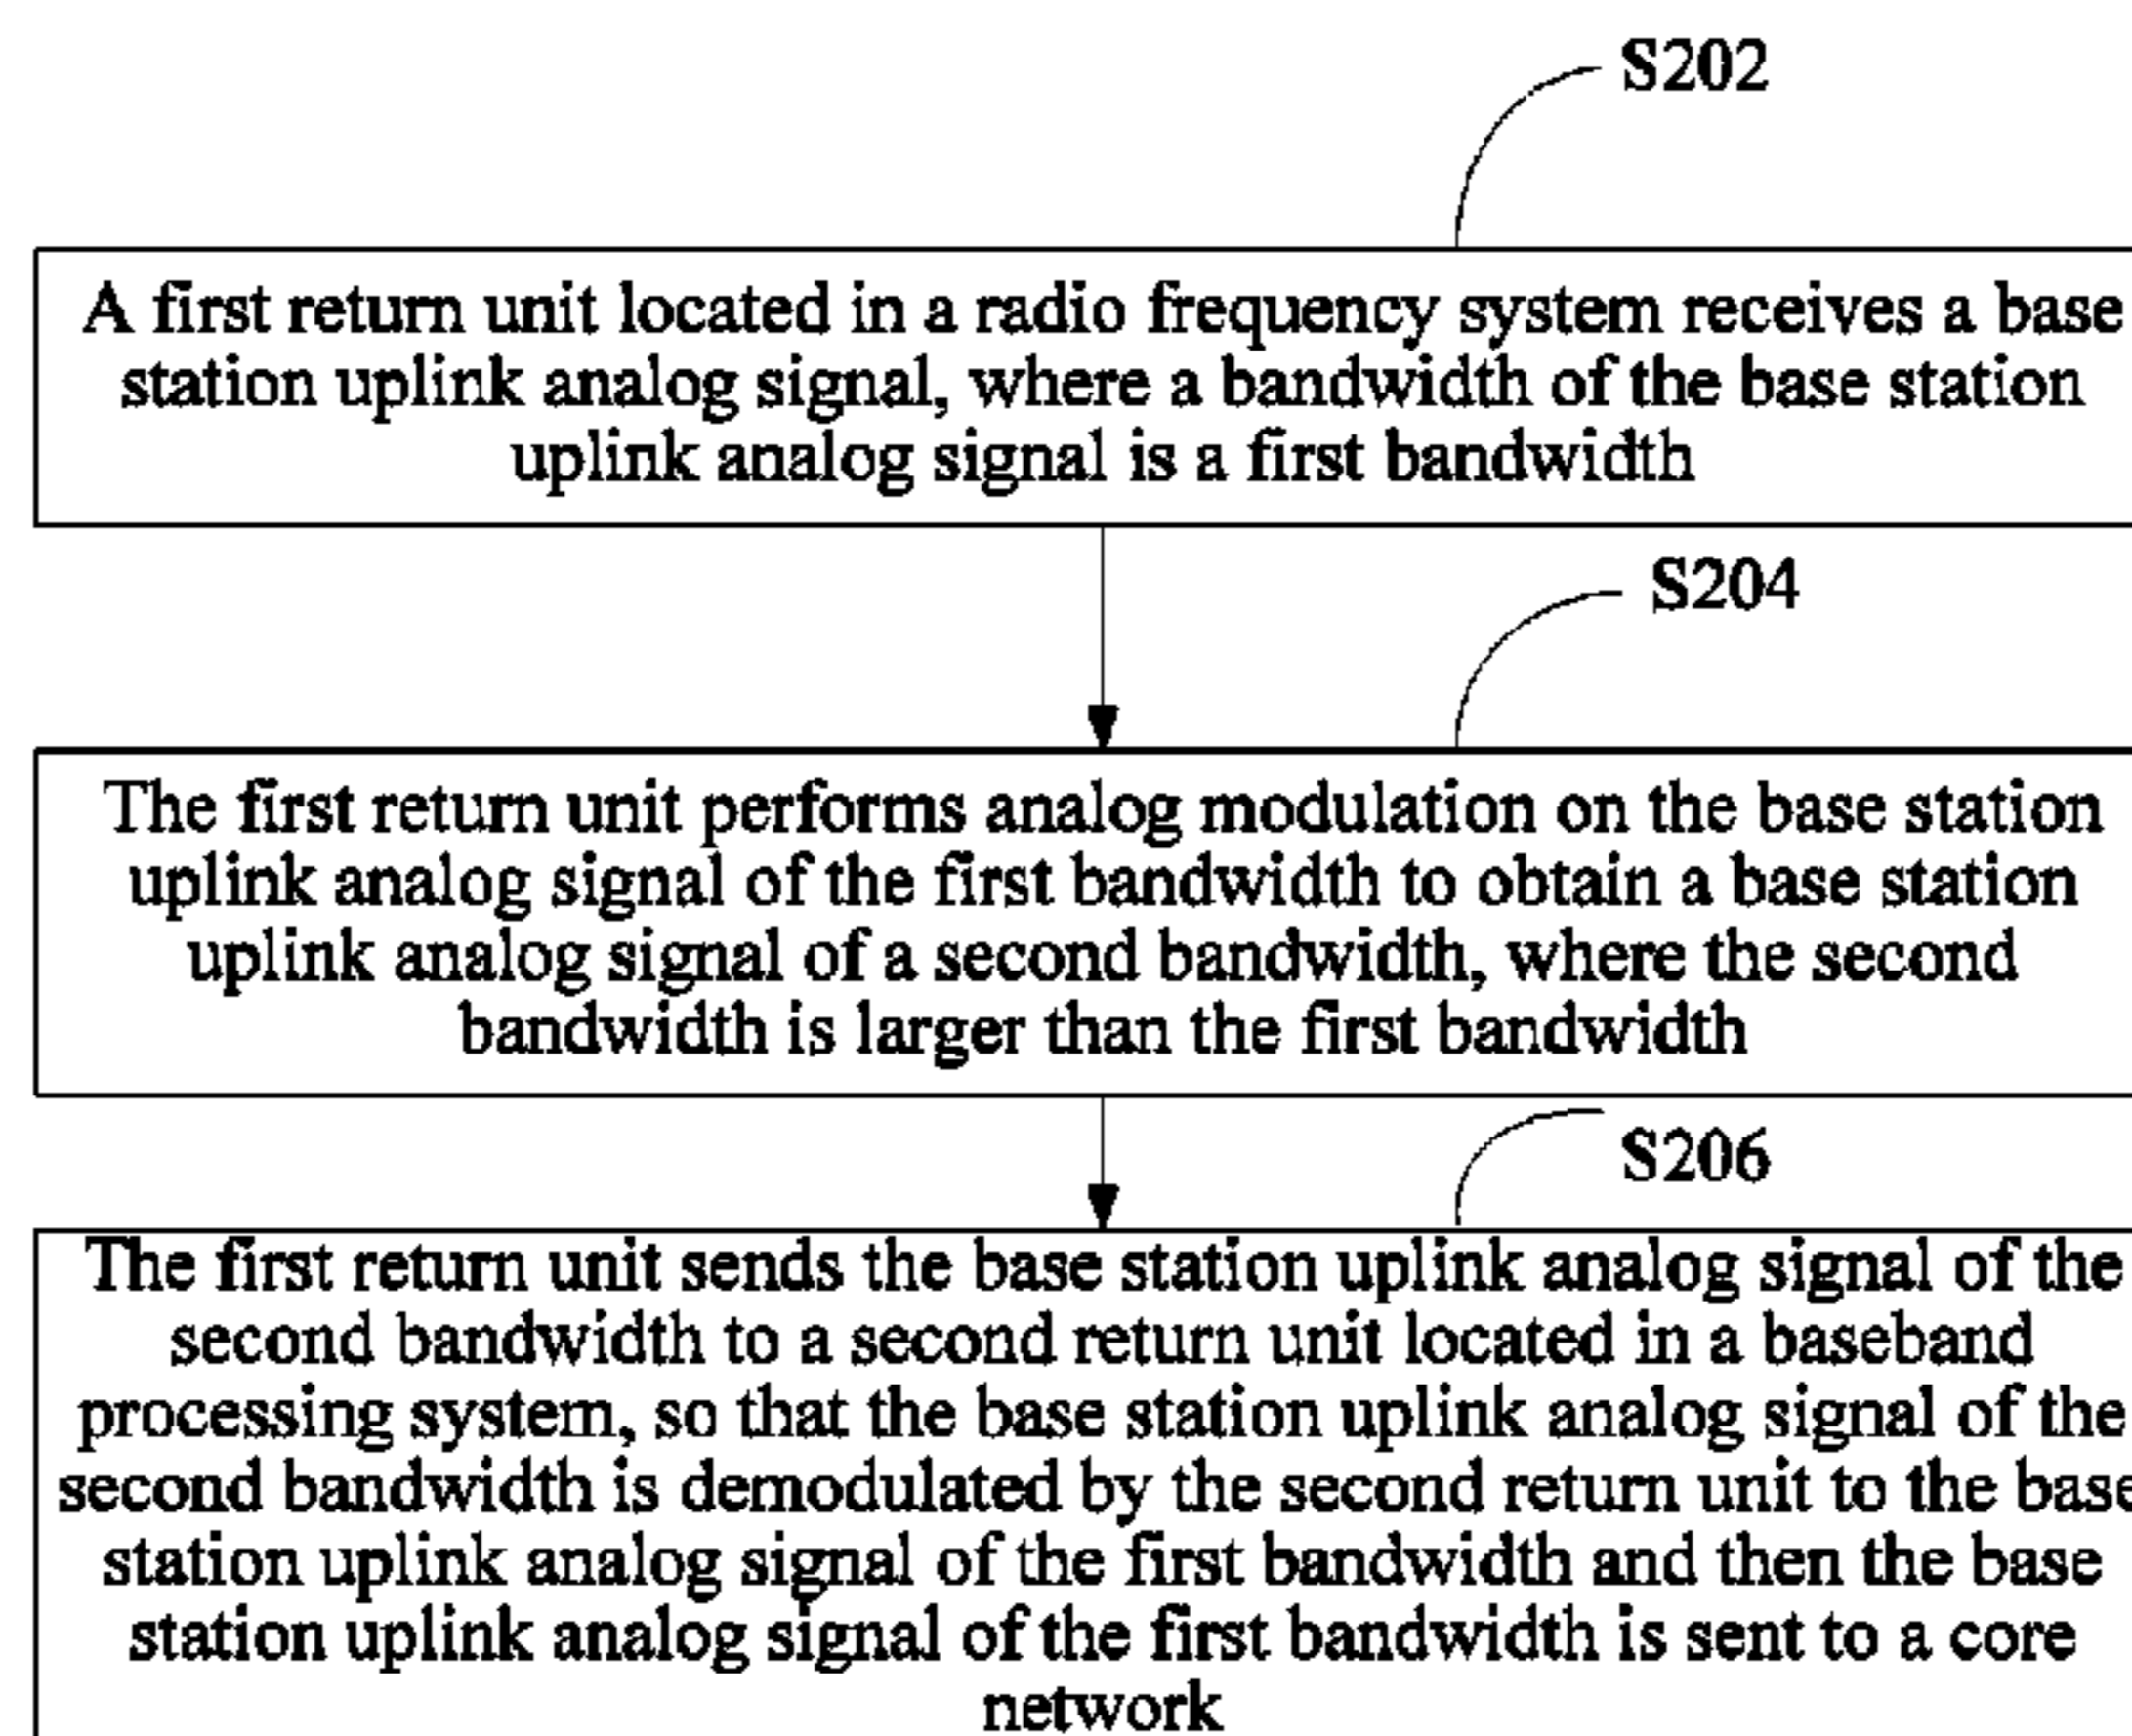 S202
A first return unit located in a radio frequency system receives a base
station uplink analog signal, where a bandwidth of the base station
uplink analog signal is a first bandwidth
S204
The first return unit performs analog modulation on the base station
uplink analog signal of the first bandwidth to obtain a base station
uplink analog signal of a second bandwidth, where the second
bandwidth is larger than the first bandwidth
S206
The first return unit sends the base station uplink analog signal of the
second bandwidth to a second return unit located in a baseband
processing system, so that the base station uplink analog signal of the
second bandwidth is demodulated by the second return unit to the base
station uplink analog signal of the first bandwidth and then the base
station uplink analog signal of the first bandwidth is sent to a core
network